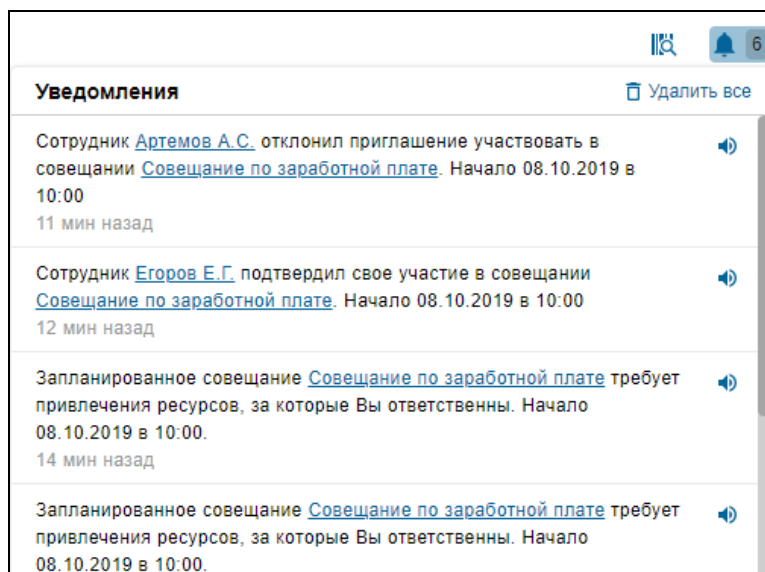 6
Уведомления
Удалить все
Сотрудник Артемов А.С. отклонил приглашение участвовать в
совещании Совещание по заработной плате. Начало 08.10.2019 в
10:00
11 мин назад
Сотрудник Егоров Е.Г. подтвердил свое участие в совещании
Совещание по заработной плате. Начало 08.10.2019 в 10:00
12 мин назад
Запланированное совещание Совещание по заработной плате требует
привлечения ресурсов, за которые Вы ответственны. Начало
08.10.2019 в 10:00.
14 мин назад
Запланированное совещание Совещание по заработной плате требует
привлечения ресурсов, за которые Вы ответственны. Начало
08.10.2019 в 10:00.